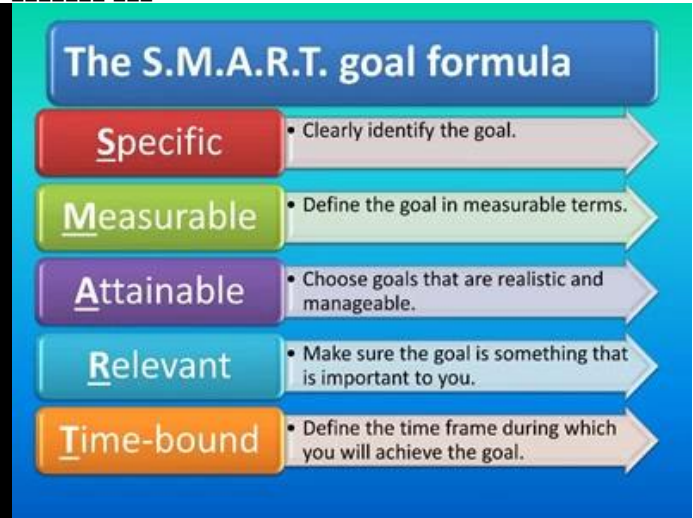 The S.M.A.R.T. goal formula
Specific
• Clearly identify the goal.
Measurable
• Define the goal in measurable terms.
Attainable
• Choose goals that are realistic and
manageable.
Relevant
• Make sure the goal is something that
is important to you.
Time-bound
• Define the time frame during which
you will achieve the goal.